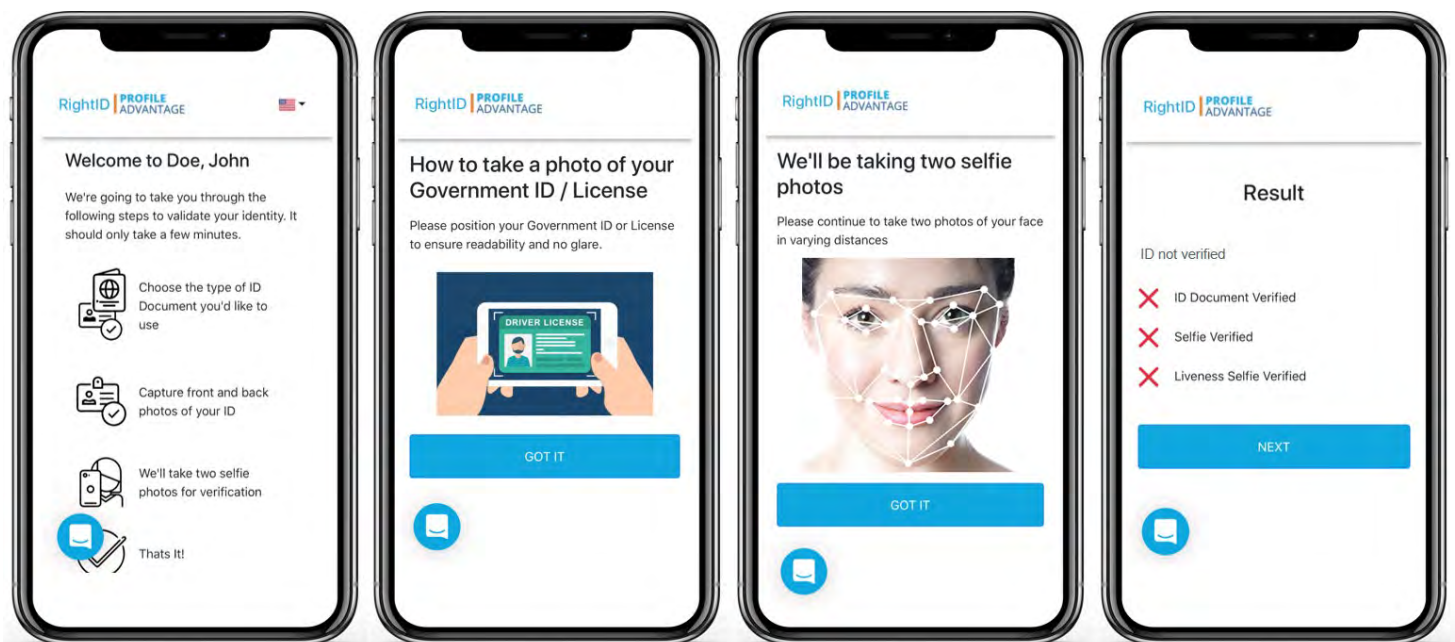 RightID PROFILE ADVANTAGE
Welcome to Doe, John
We're going to take you through the
following steps to validate your identity. It
should only take a few minutes.
Choose the type of ID
Document you'd like to
use
Capture front and back
photos of your ID
We'll take two selfie
photos for verification
Thats It!
RightID PROFILE ADVANTAGE
How to take a photo of your
Government ID / License
Please position your Government ID or License
to ensure readability and no glare.
DRIVER LICENSE
GOT IT
RightID PROFILE ADVANTAGE
We'll be taking two selfie
photos
Please continue to take two photos of your face
in varying distances
GOT IT
RightID PROFILE ADVANTAGE
Result
ID not verified
ID Document Verified
Selfie Verified
Liveness Selfie Verified
NEXT